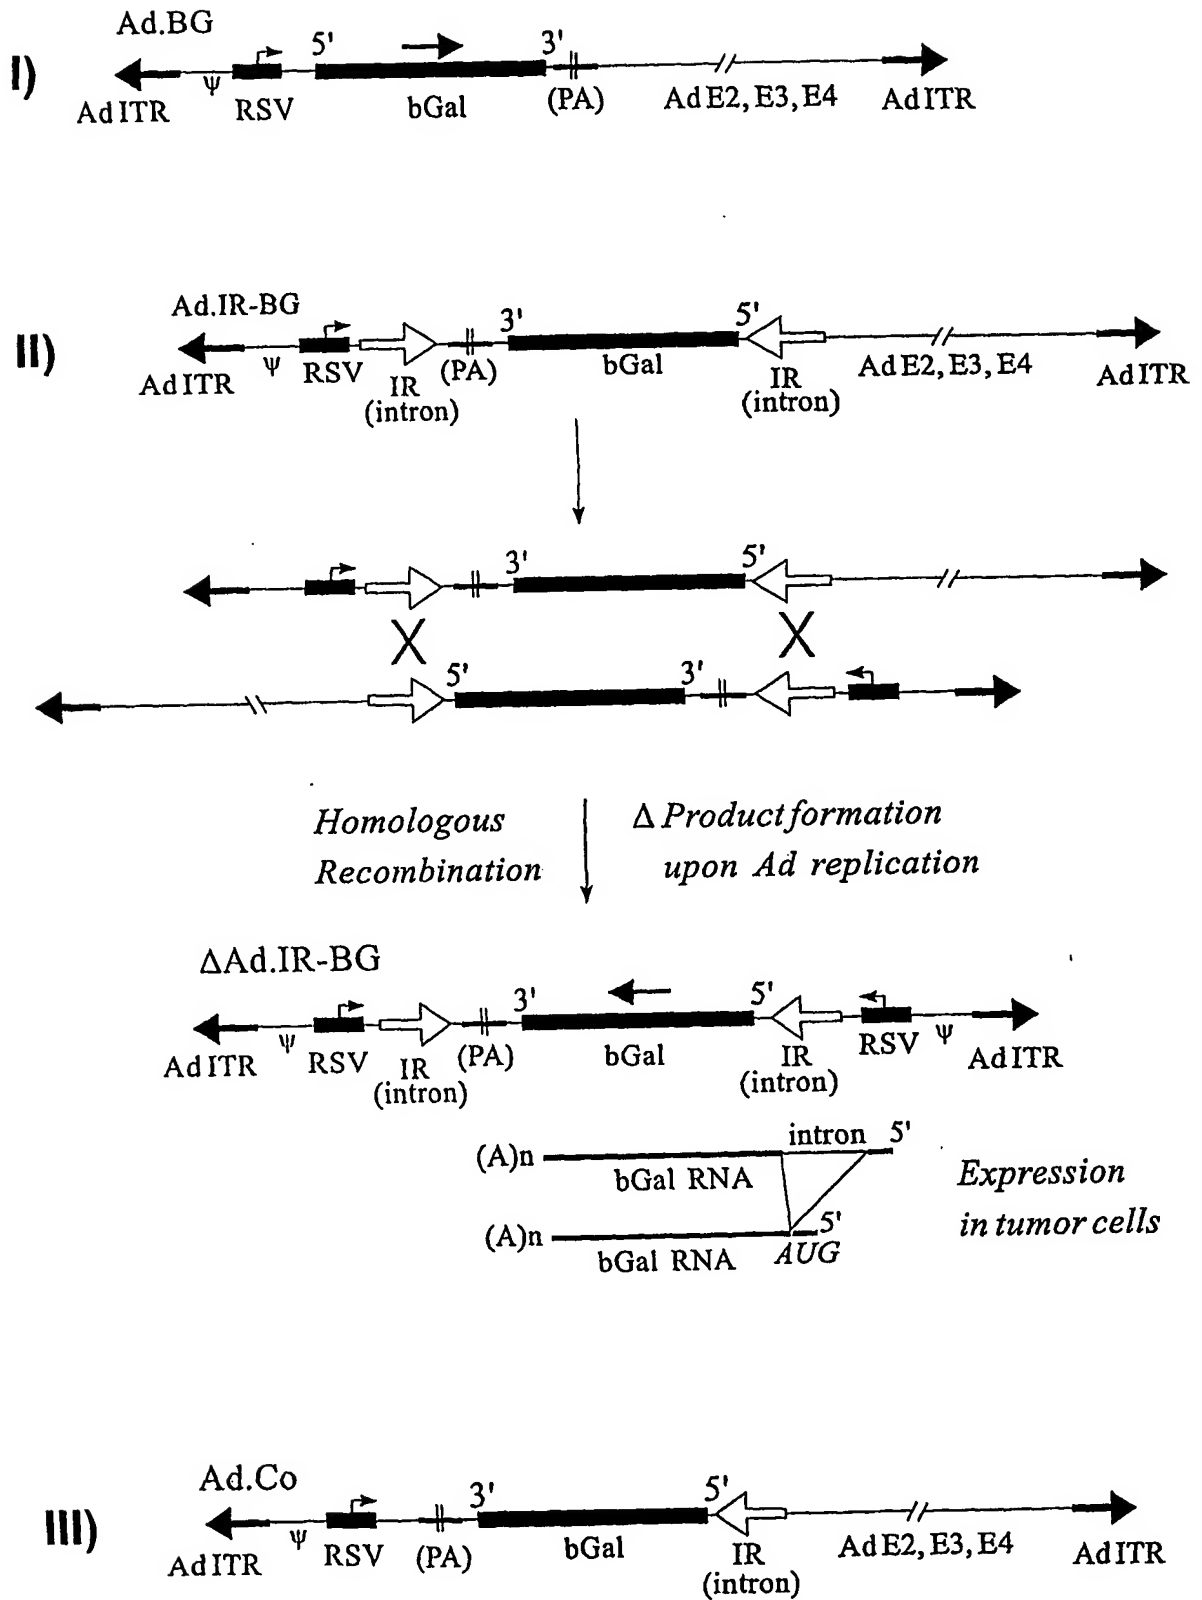 Ad.BG
I)
5' 3'
Ad ITR ψ RSV bGal (PA) Ad E2, E3, E4 Ad ITR
Ad.IR-BG
II)
3' 5'
Ad ITR ψ RSV IR (PA) bGal IR Ad E2, E3, E4 Ad ITR
(intron) (intron)
3' 5'
X X
5' 3'
Homologous Δ Product formation
Recombination upon Ad replication
ΔAd.IR-BG
3' 5'
Ad ITR ψ RSV IR (PA) bGal IR RSV ψ Ad ITR
(intron) (intron)
intron 5'
(A)n
bGal RNA
Expression
in tumor cells
(A)n 5'
bGal RNA AUG
Ad.Co
III)
3' 5'
Ad ITR ψ RSV (PA) bGal IR Ad E2, E3, E4 Ad ITR
(intron)